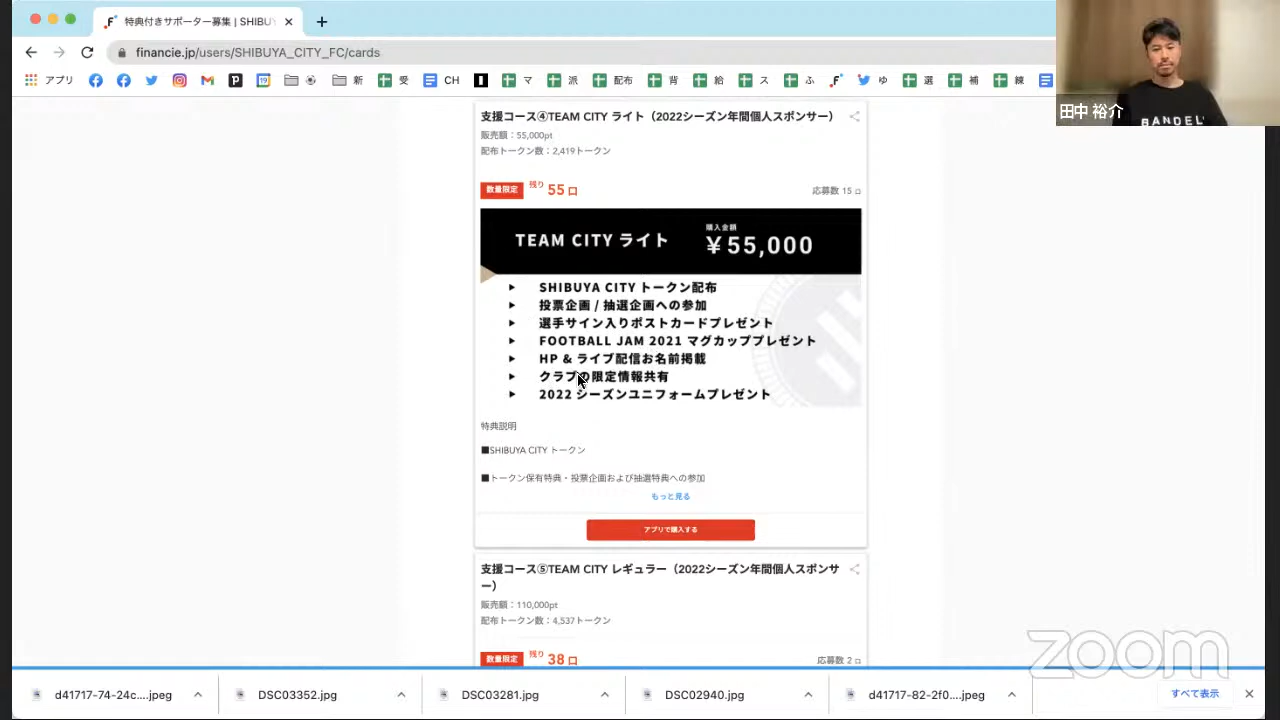 特典付きサポーター募集 | SHIBU
financie.jp/users/SHIBUYA_CITY_FC/cards
アプリ
新
受
CH
マ
派
配布
背
給
ス
ふ
ゆ
選
補
練
田中 裕介
BANDEL
支援コース④TEAM CITY ライト（2022シーズン年間個人スポンサー）
販売額：55,000pt
配布トークン数：2,419トークン
数量限定 残り 55 口
応募数 15 口
TEAM CITY ライト
購入金額
¥55,000
SHIBUYA CITY トークン配布
投票企画 / 抽選企画への参加
選手サイン入りポストカードプレゼント
FOOTBALL JAM 2021 マグカッププレゼント
HP & ライブ配信お名前掲載
クラブの限定情報共有
2022 シーズンユニフォームプレゼント
特典説明
■SHIBUYA CITY トークン
■トークン保有特典・投票企画および抽選特典への参加
もっと見る
アプリで購入する
支援コース⑤TEAM CITY レギュラー（2022シーズン年間個人スポンサ
ー）
販売額：110,000pt
配布トークン数：4,537トークン
数量限定 残り 38 口
応募数 2 口
zoom
d41717-74-24c....jpeg
DSC03352.jpg
DSC03281.jpg
DSC02940.jpg
d41717-82-2f0....jpeg
すべて表示